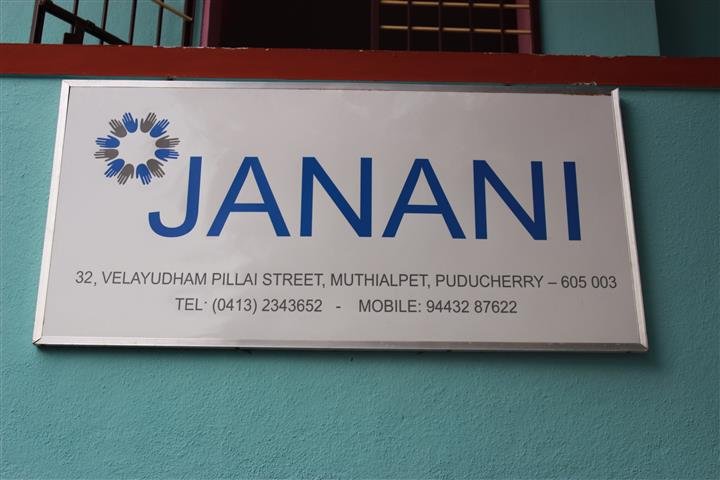 JANANI
32, VELAYUDHAM PILLAI STREET, MUTHIALPET, PUDUCHERRY – 605 003
TEL: (0413) 2343652 - MOBILE: 94432 87622